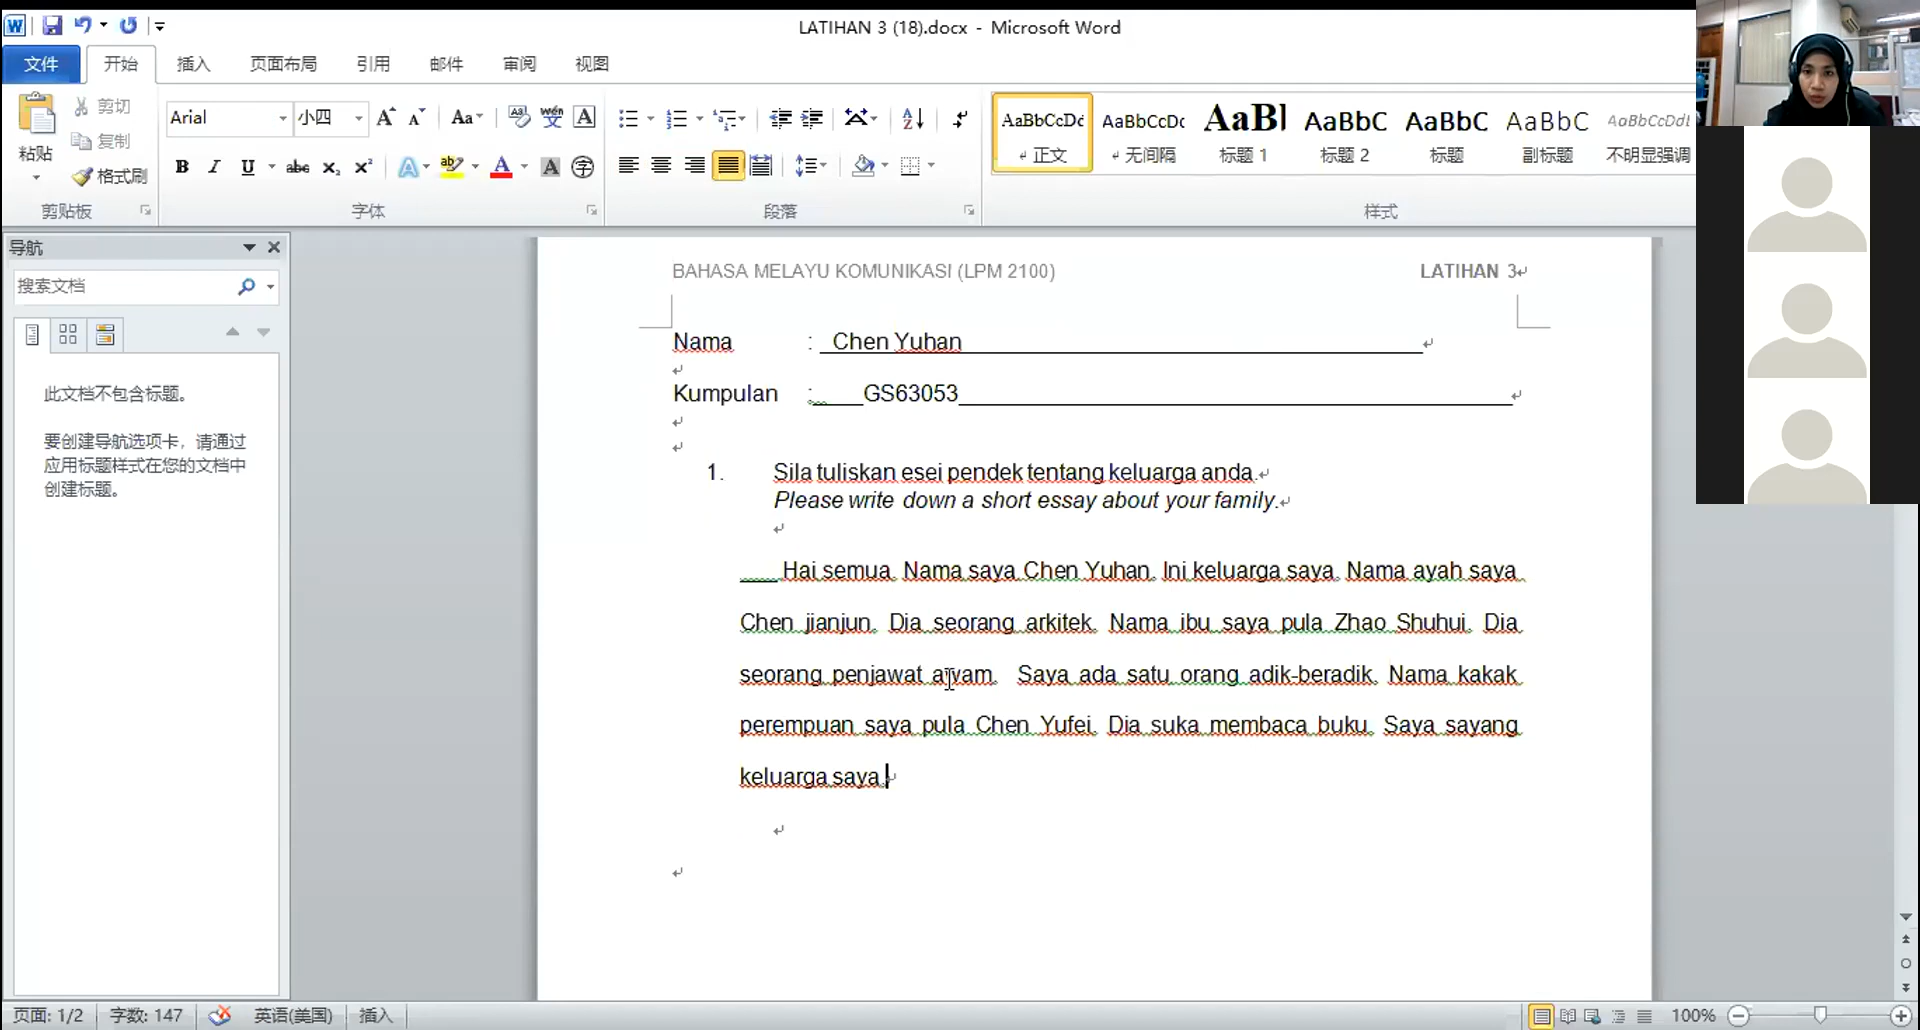 LATIHAN 3 (18).docx - Microsoft Word
文件 开始 插入 页面布局 引用 邮件 审阅 视图
粘贴
剪切
复制
格式刷
剪贴板
Arial 小四
字体
段落
AaBbCcDc AaBbCcDc AaBl AaBbC AaBbC AaBbC AaBbCcDdE
正文 无间隔 标题 1 标题 2 标题 副标题 不明显强调
样式
导航
搜索文档
此文档不包含标题。
要创建导航选项卡，请通过
应用标题样式在您的文档中
创建标题。
BAHASA MELAYU KOMUNIKASI (LPM 2100) LATIHAN 3
Nama : Chen Yuhan
Kumpulan : GS63053
1. Sila tuliskan esei pendek tentang keluarga anda.
Please write down a short essay about your family.
Hai semua. Nama saya Chen Yuhan. Ini keluarga saya. Nama ayah saya
Chen jianjun. Dia seorang arkitek. Nama ibu saya pula Zhao Shuhui. Dia
seorang penjawat awam. Saya ada satu orang adik-beradik. Nama kakak
perempuan saya pula Chen Yufei. Dia suka membaca buku. Saya sayang
keluarga saya.
页面: 1/2 字数: 147 英语(美国) 插入 100%